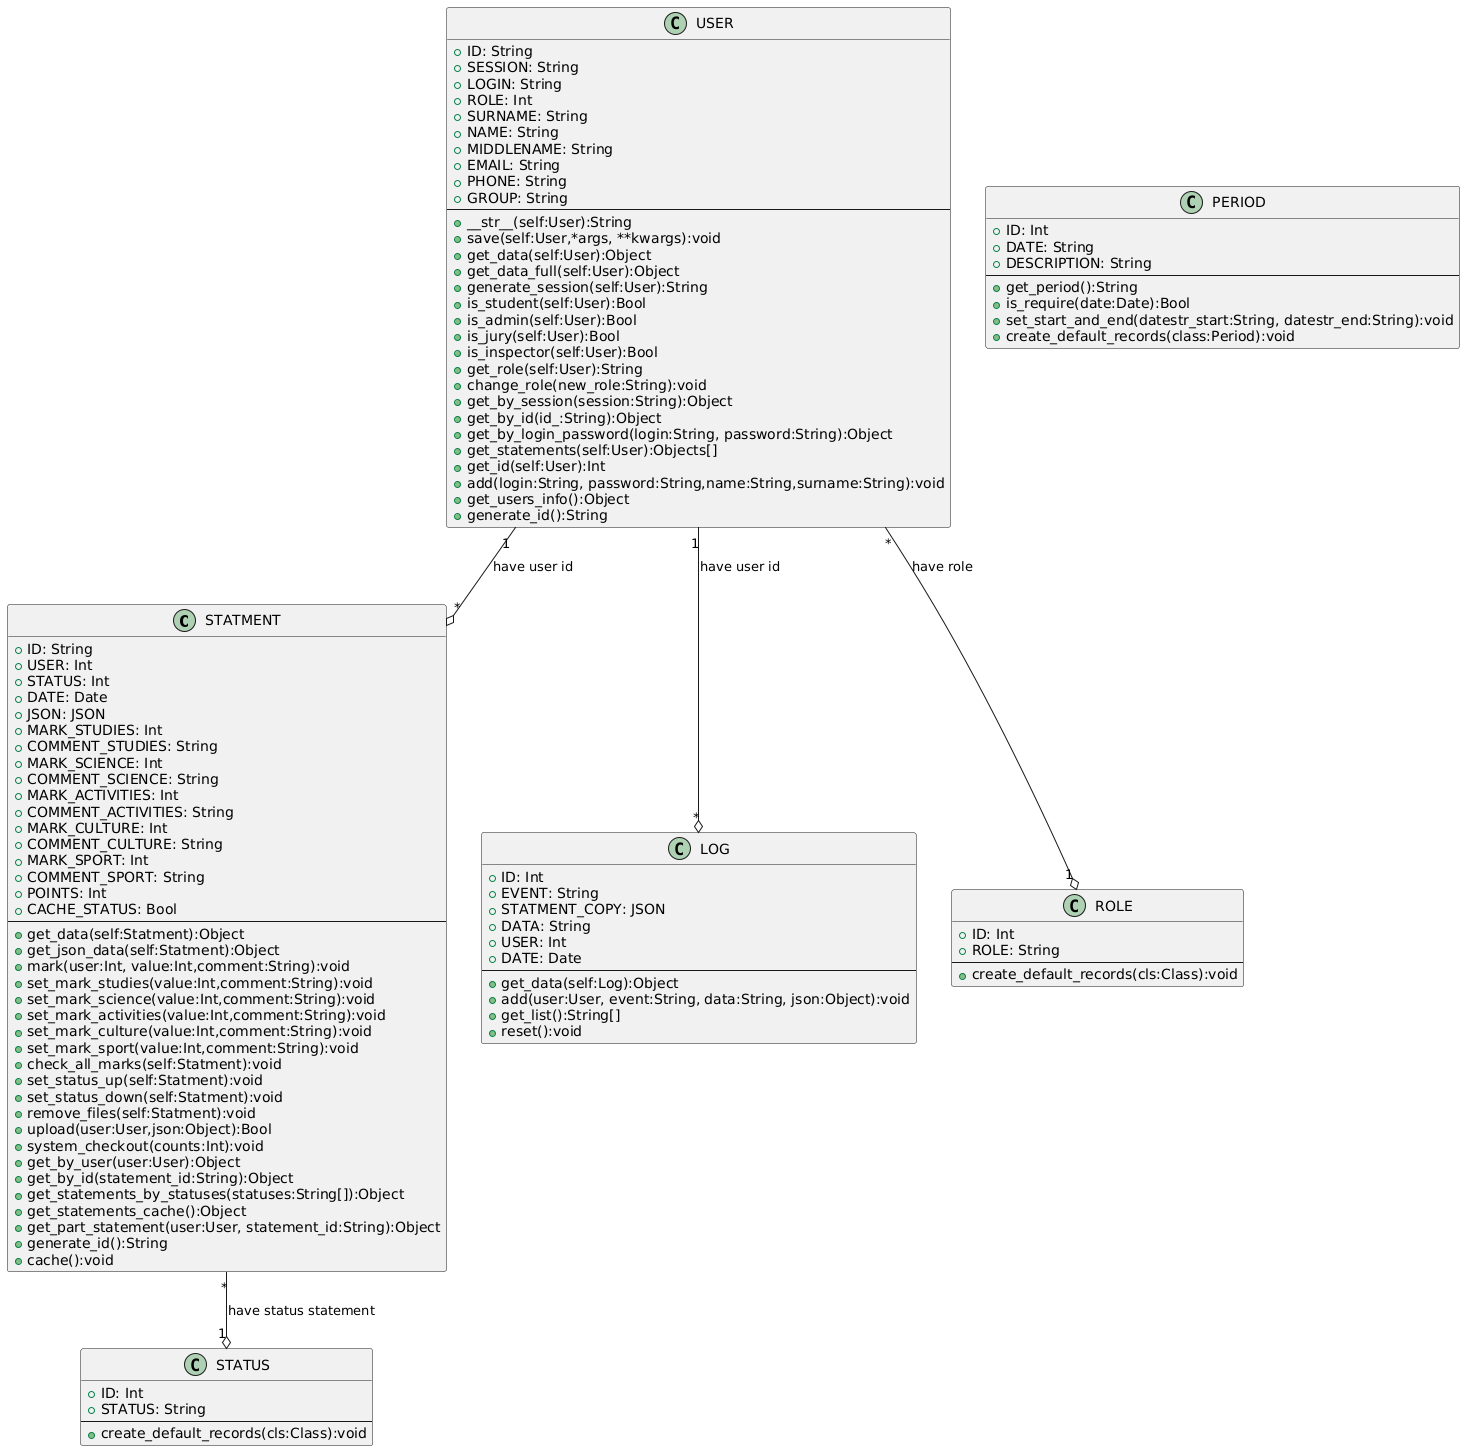 C USER
ID: String
SESSION: String
LOGIN: String
ROLE: Int
SURNAME: String
NAME: String
MIDDLENAME: String
EMAIL: String
PHONE: String
GROUP: String
__str__(self:User):String
save(self:User,*args, **kwargs):void
get_data(self:User):Object
get_data_full(self:User):Object
generate_session(self:User):String
is_student(self:User):Bool
is_admin(self:User):Bool
is_jury(self:User):Bool
is_inspector(self:User):Bool
get_role(self:User):String
change_role(new_role:String):void
get_by_session(session:String):Object
get_by_id(id_:String):Object
get_by_login_password(login:String, password:String):Object
get_statements(self:User):Objects[]
get_id(self:User):Int
add(login:String, password:String,name:String,surname:String):void
get_users_info():Object
generate_id():String
C PERIOD
ID: Int
DATE: String
DESCRIPTION: String
get_period():String
is_require(date:Date):Bool
set_start_and_end(datestr_start:String, datestr_end:String):void
create_default_records(class:Period):void
1
have user id
*
1
have user id
*
*
have role
1
C STATMENT
ID: String
USER: Int
STATUS: Int
DATE: Date
JSON: JSON
MARK_STUDIES: Int
COMMENT_STUDIES: String
MARK_SCIENCE: Int
COMMENT_SCIENCE: String
MARK_ACTIVITIES: Int
COMMENT_ACTIVITIES: String
MARK_CULTURE: Int
COMMENT_CULTURE: String
MARK_SPORT: Int
COMMENT_SPORT: String
POINTS: Int
CACHE_STATUS: Bool
get_data(self:Statment):Object
get_json_data(self:Statment):Object
mark(user:Int, value:Int,comment:String):void
set_mark_studies(value:Int,comment:String):void
set_mark_science(value:Int,comment:String):void
set_mark_activities(value:Int,comment:String):void
set_mark_culture(value:Int,comment:String):void
set_mark_sport(value:Int,comment:String):void
check_all_marks(self:Statment):void
set_status_up(self:Statment):void
set_status_down(self:Statment):void
remove_files(self:Statment):void
upload(user:User,json:Object):Bool
system_checkout(counts:Int):void
get_by_user(user:User):Object
get_by_id(statement_id:String):Object
get_statements_by_statuses(statuses:String[]):Object
get_statements_cache():Object
get_part_statement(user:User, statement_id:String):Object
generate_id():String
cache():void
C LOG
ID: Int
EVENT: String
STATMENT_COPY: JSON
DATA: String
USER: Int
DATE: Date
get_data(self:Log):Object
add(user:User, event:String, data:String, json:Object):void
get_list():String[]
reset():void
C ROLE
ID: Int
ROLE: String
create_default_records(cls:Class):void
*
have status statement
1
C STATUS
ID: Int
STATUS: String
create_default_records(cls:Class):void